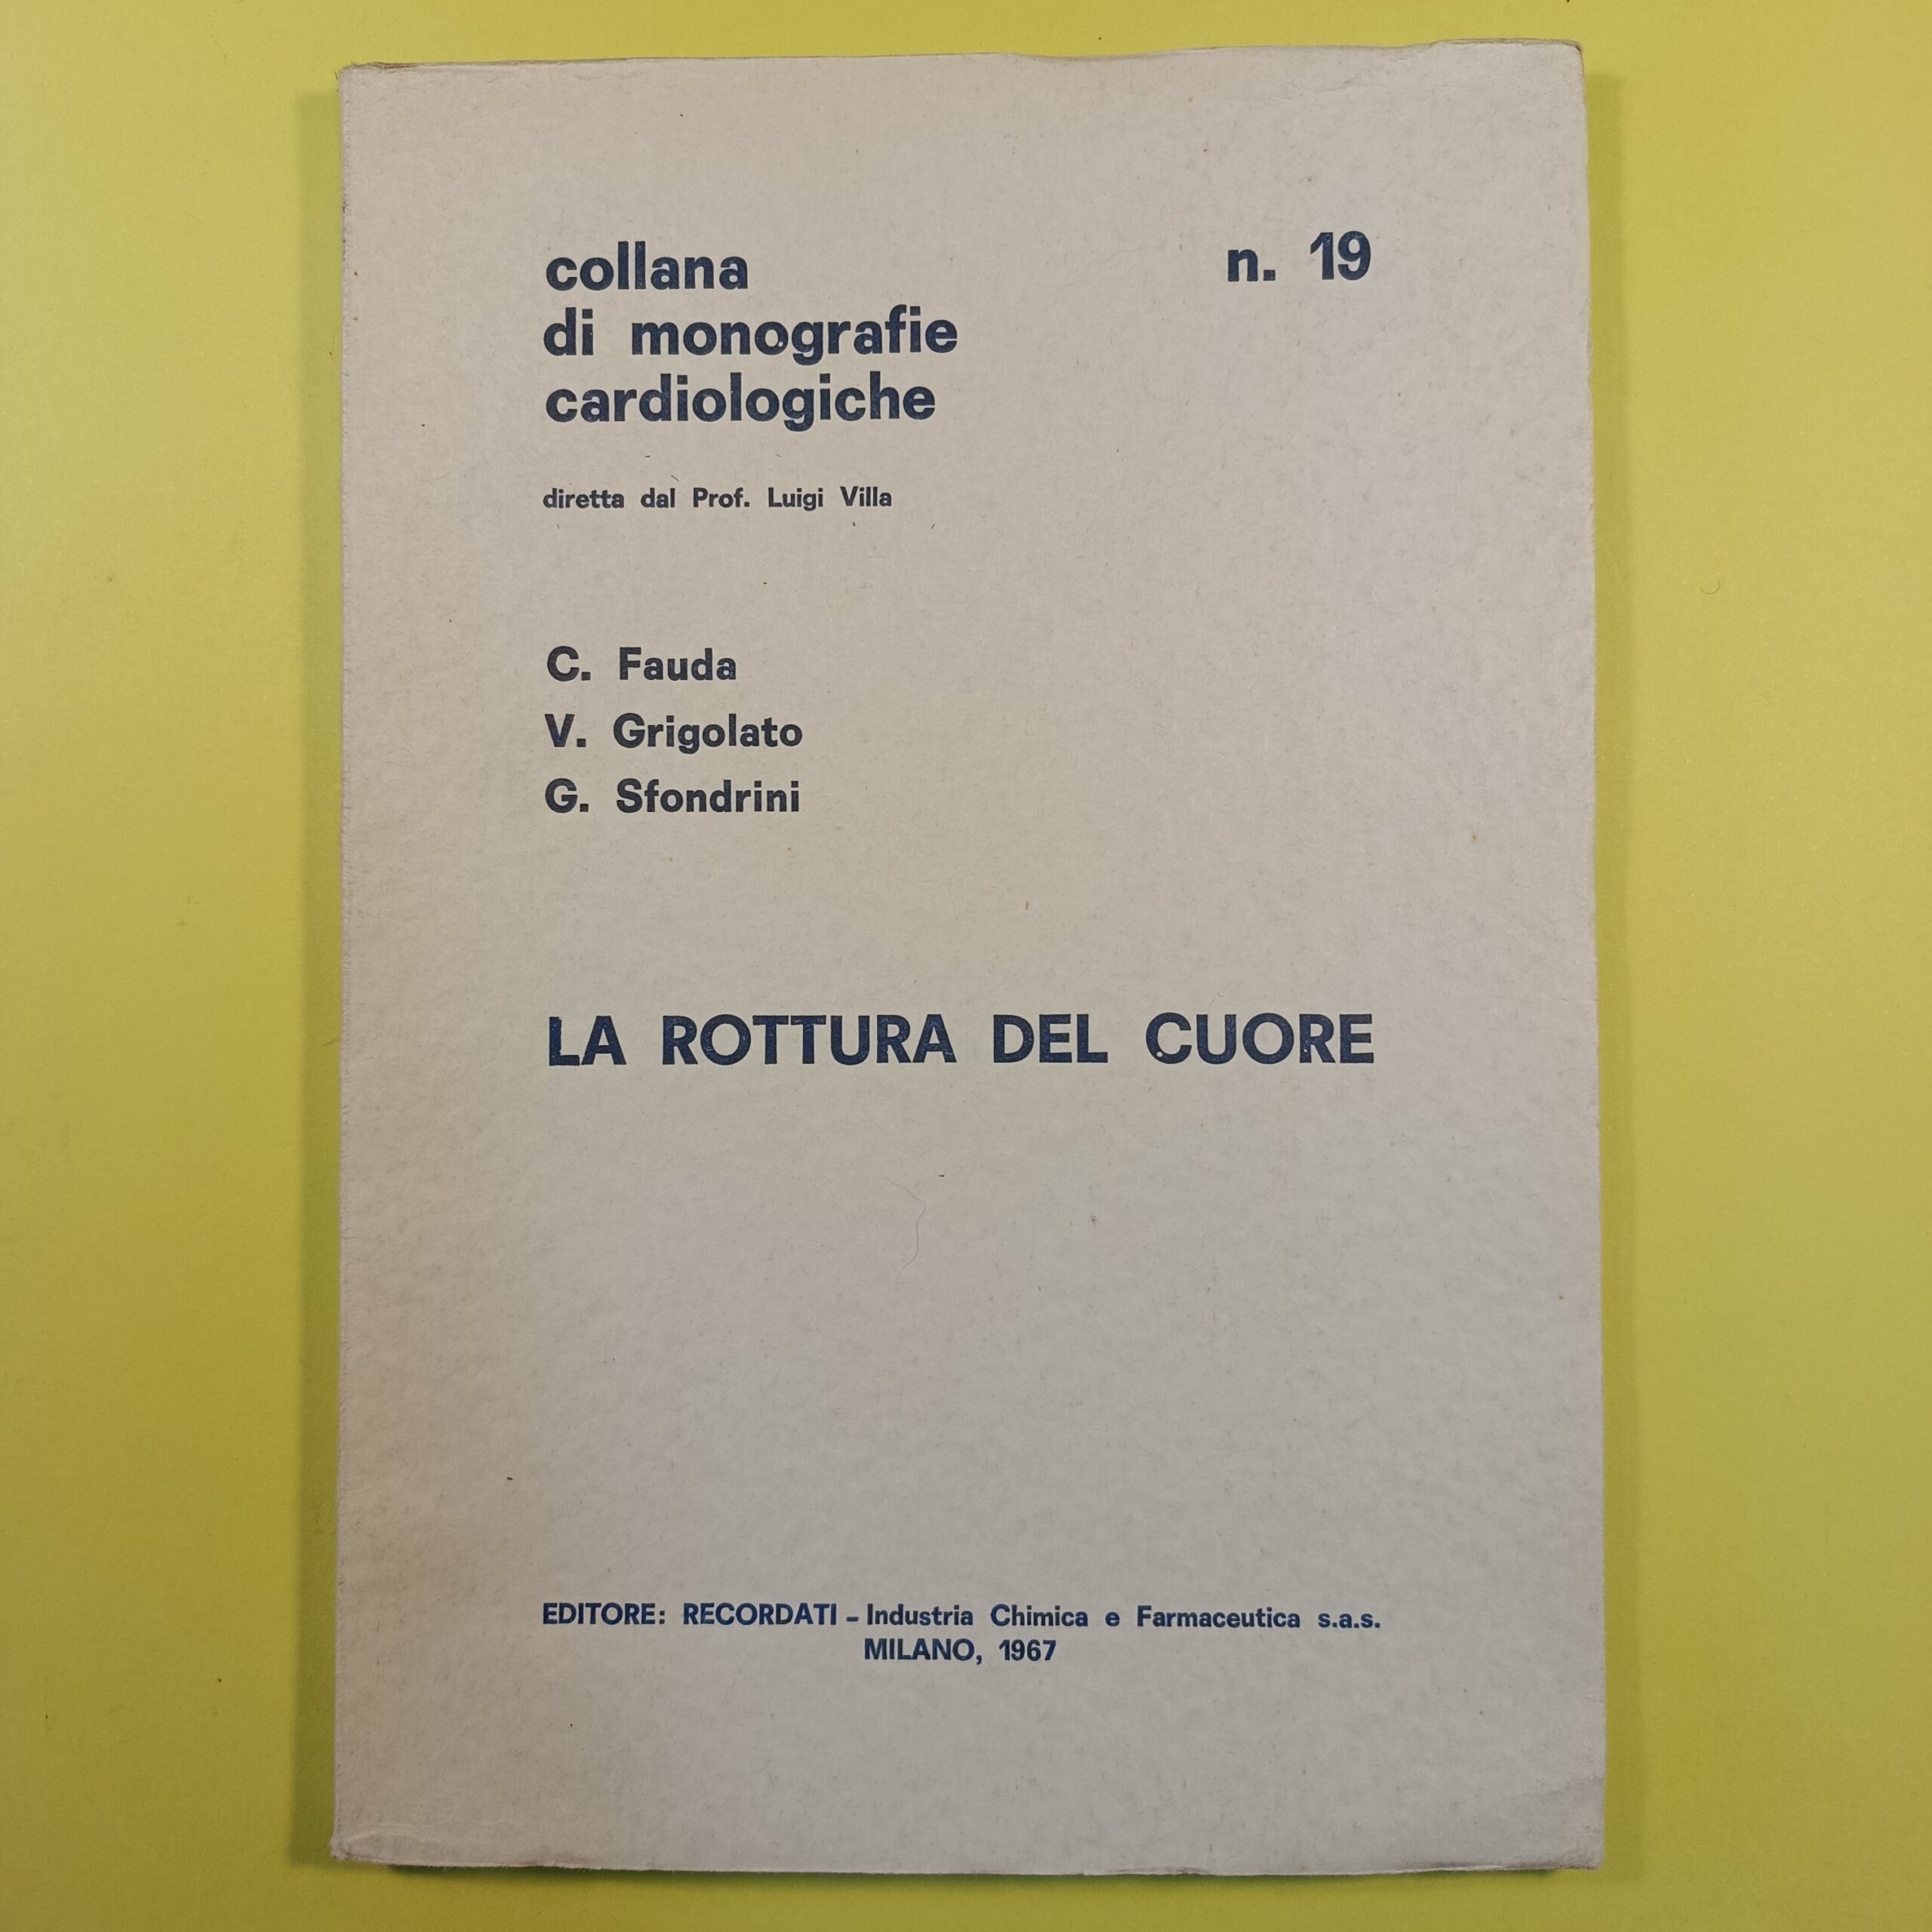 collana
di monografie
cardiologiche
n. 19
diretta dal Prof. Luigi Villa
C. Fauda
V. Grigolato
G. Sfondrini
LA ROTTURA DEL CUORE
EDITORE: RECORDATI - Industria Chimica e Farmaceutica s.a.s.
MILANO, 1967